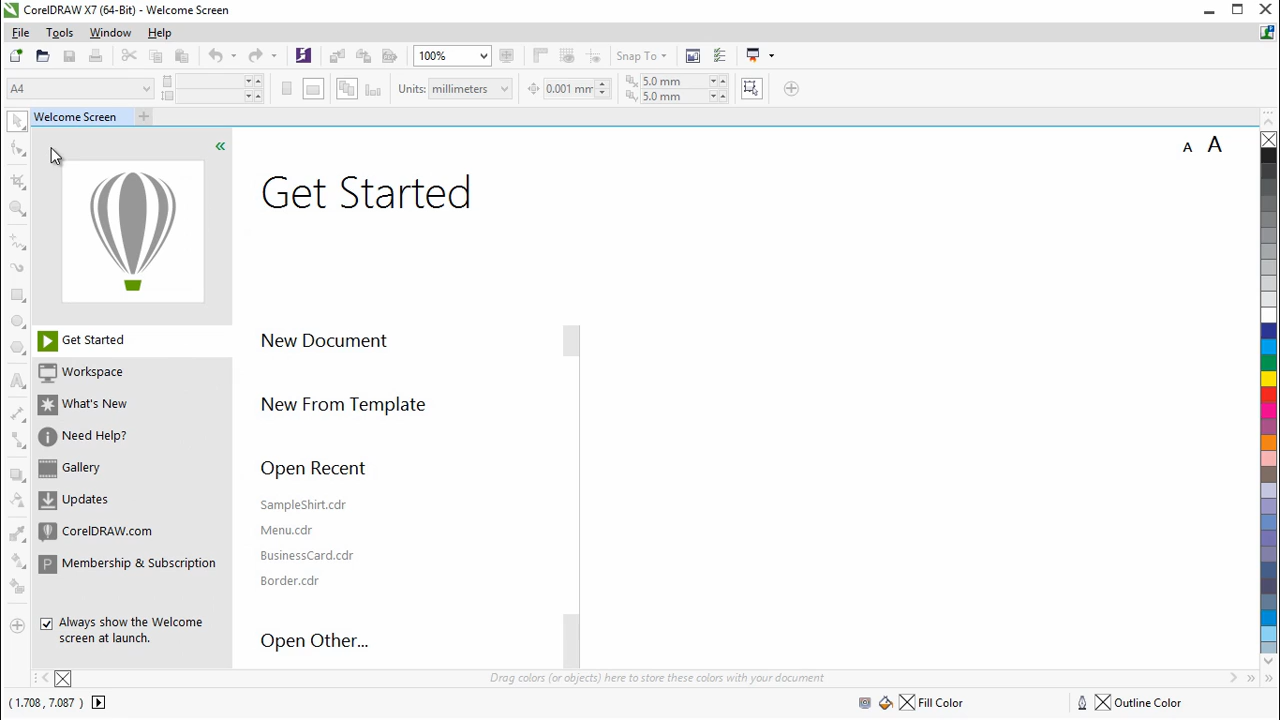 CorelDRAW X7 (64-Bit) - Welcome Screen
File Tools Window Help
100% Snap To
A4 Units: millimeters 0.001 mm 5.0 mm
5.0 mm
Welcome Screen
A A
Get Started
Get Started
Workspace
What's New
Need Help?
Gallery
Updates
CorelDRAW.com
P Membership & Subscription
Always show the Welcome
screen at launch.
New Document
New From Template
Open Recent
SampleShirt.cdr
Menu.cdr
BusinessCard.cdr
Border.cdr
Open Other...
Drag colors (or objects) here to store these colors with your document
( 1.708 , 7.087 ) Fill Color Outline Color